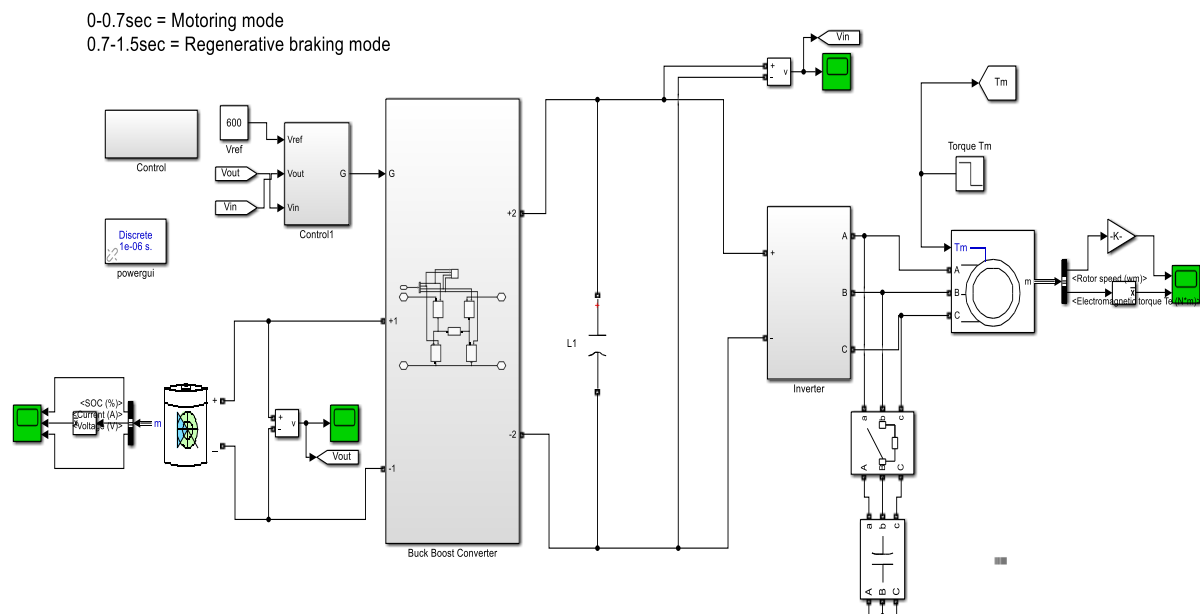 0-0.7sec = Motoring mode
0.7-1.5sec = Regenerative braking mode
Vin
+
-
v
Tm
600
Vref
Vref
Control
Torque Tm
Vout
Vout
G
G
Vin
Vin
+2
Control1
Discrete
1e-06 s.
powergui
Tm
A
+
A
-K-
m
<Rotor speed (wm)>
B
B
<Electromagnetic torque Te (N*m)>
C
+1
+
L1
-
C
Inverter
<SOC (%)>
<Current (A)>
<Voltage (V)>
m
+
-
+
-
v
Vout
-1
-2
a b c
A B C
a b c
A B C
Buck Boost Converter